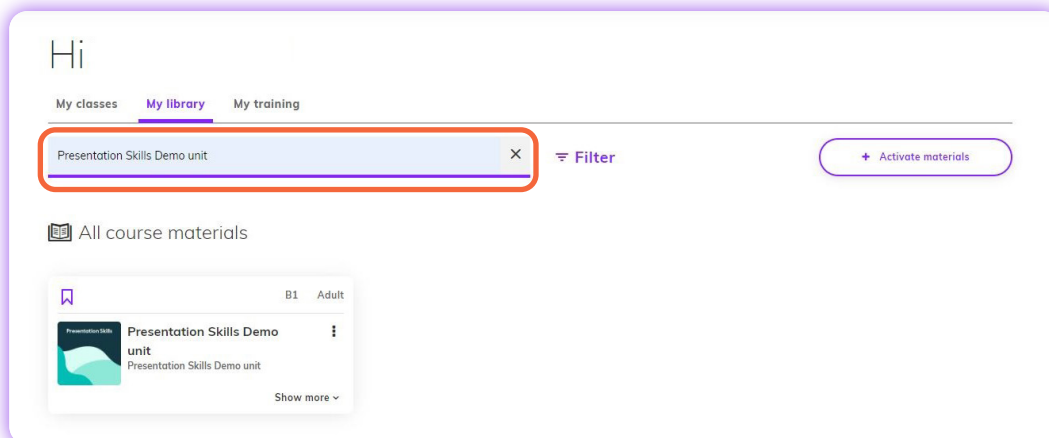 Hi
My classes My library My training
Presentation Skills Demo unit × Filter + Activate materials
All course materials
B1 Adult
Presentation Skills
Presentation Skills Demo
unit
Presentation Skills Demo unit
Show more